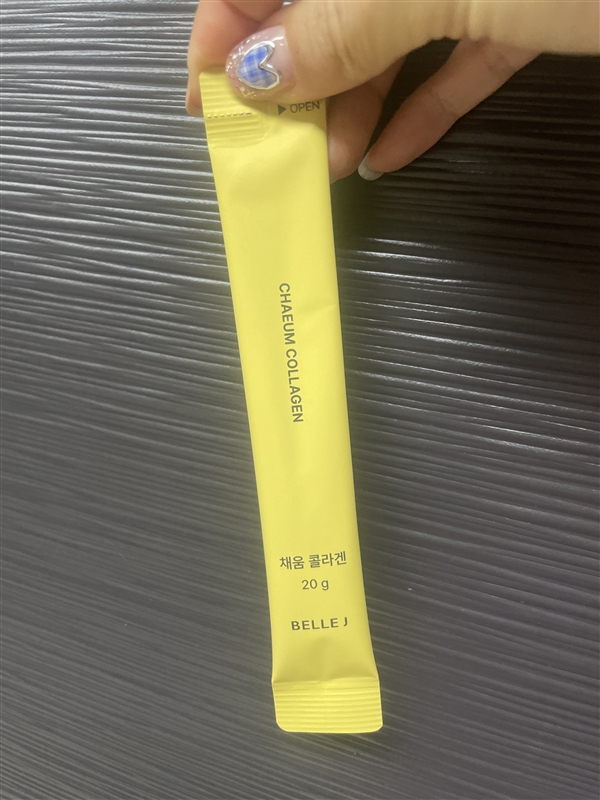 ▶ OPEN
CHAEUM COLLAGEN
채움 콜라겐
20 g
BELLE J